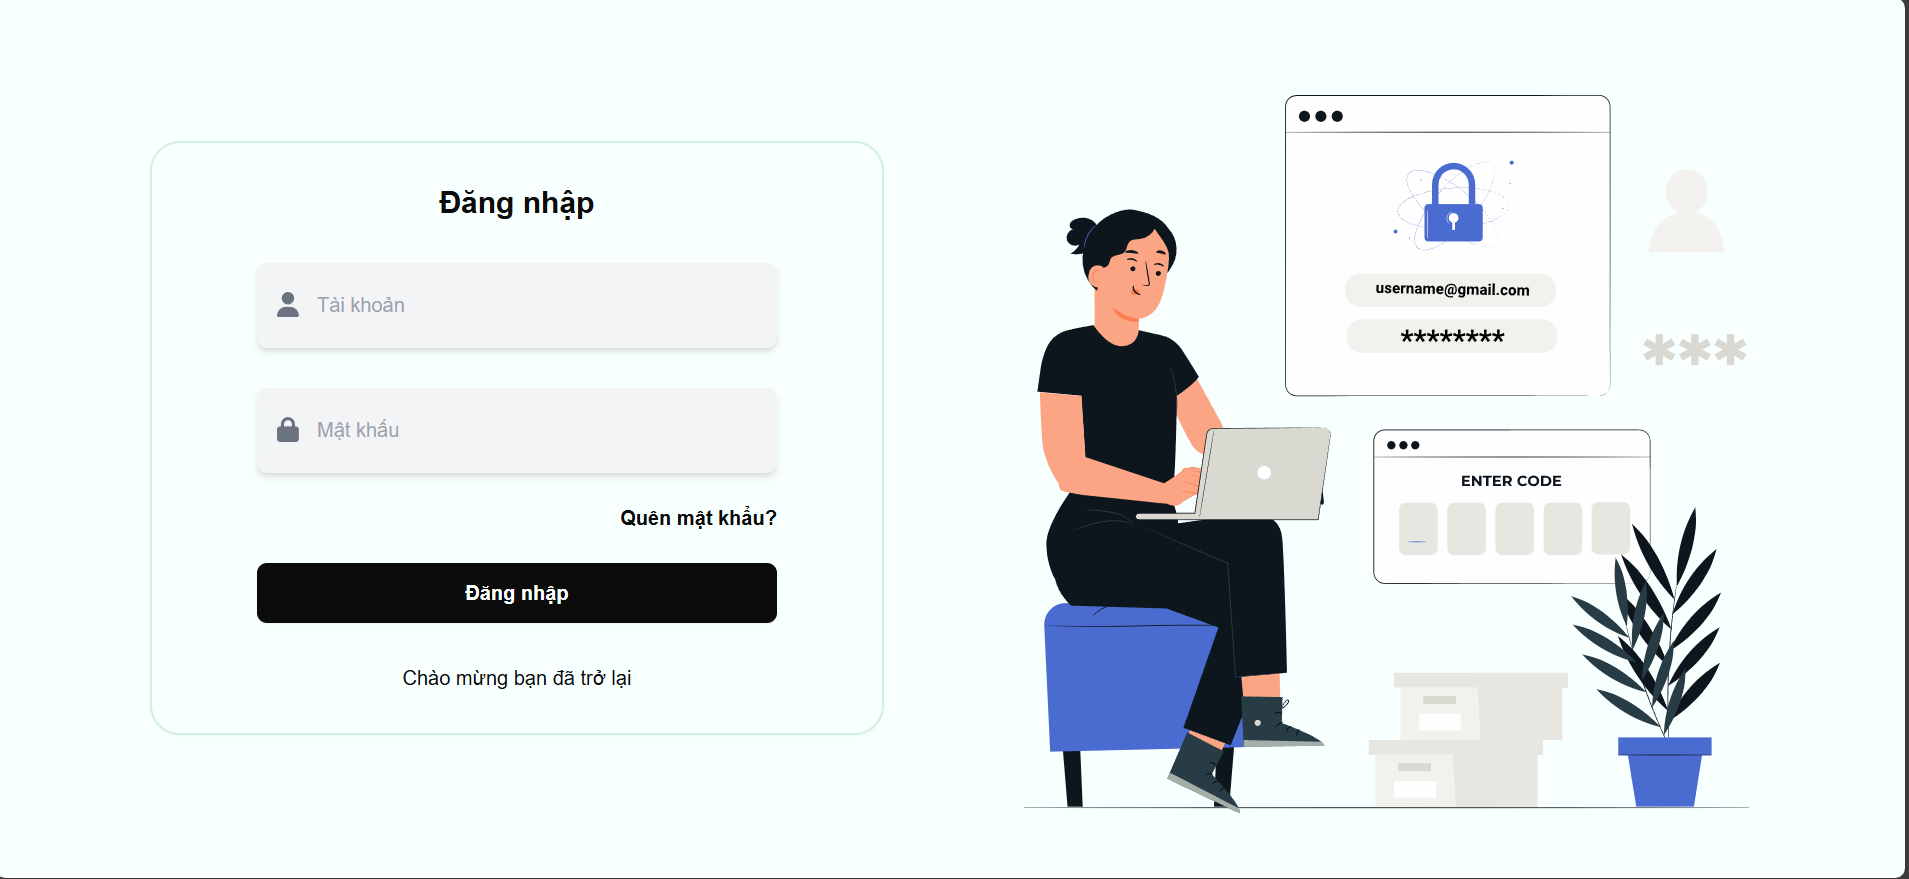 Đăng nhập
Tài khoản
Mật khẩu
Quên mật khẩu?
Đăng nhập
Chào mừng bạn đã trở lại
username@gmail.com
********
***
ENTER CODE